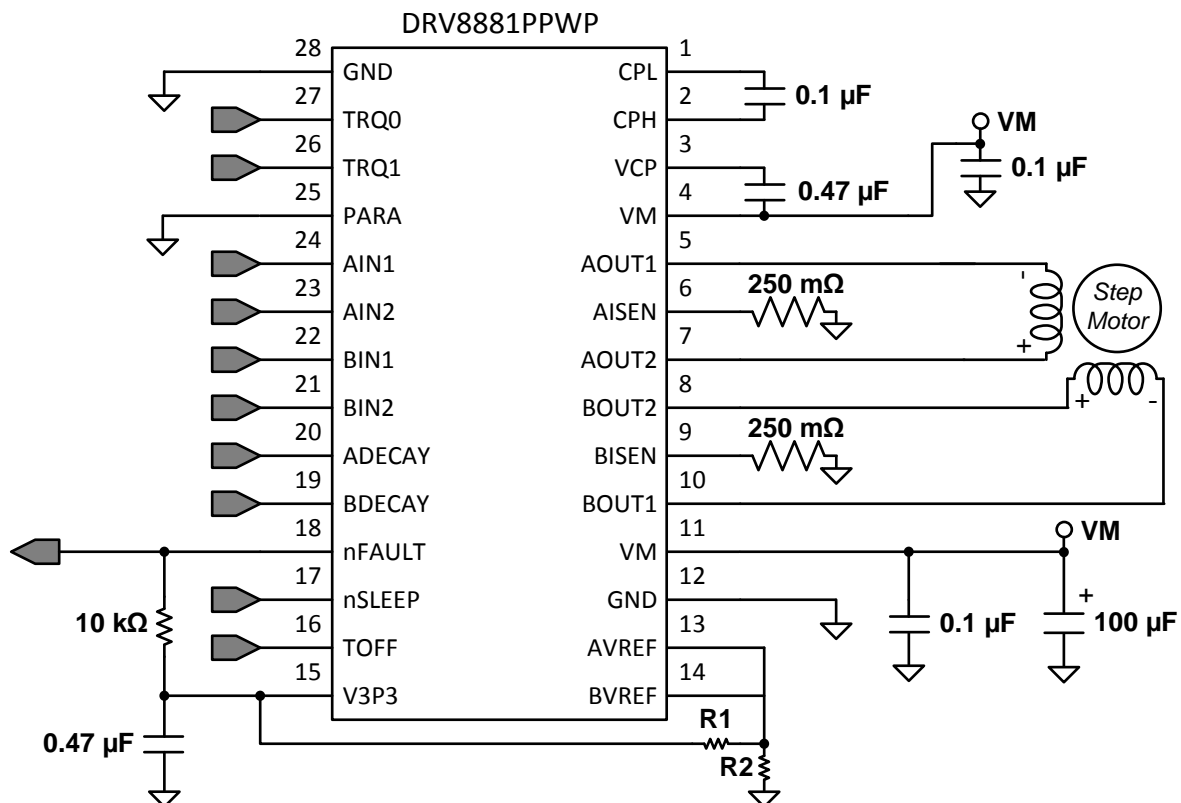 DRV8881PPWP
28 GND CPL 1
27 TRQ0 CPH 2
0.1 µF
26 TRQ1 VCP 3
VM
0.1 µF
0.47 µF
25 PARA VM 4
24 AIN1 AOUT1 5
23 AIN2 AISEN 6
250 mΩ
-
+
Step
Motor
22 BIN1 AOUT2 7
21 BIN2 BOUT2 8
+ -
20 ADECAY BISEN 9
250 mΩ
19 BDECAY BOUT1 10
18 nFAULT VM 11
VM
17 nSLEEP GND 12
10 kΩ
0.1 µF
+
100 µF
16 TOFF AVREF 13
15 V3P3 BVREF 14
R1
0.47 µF
R2